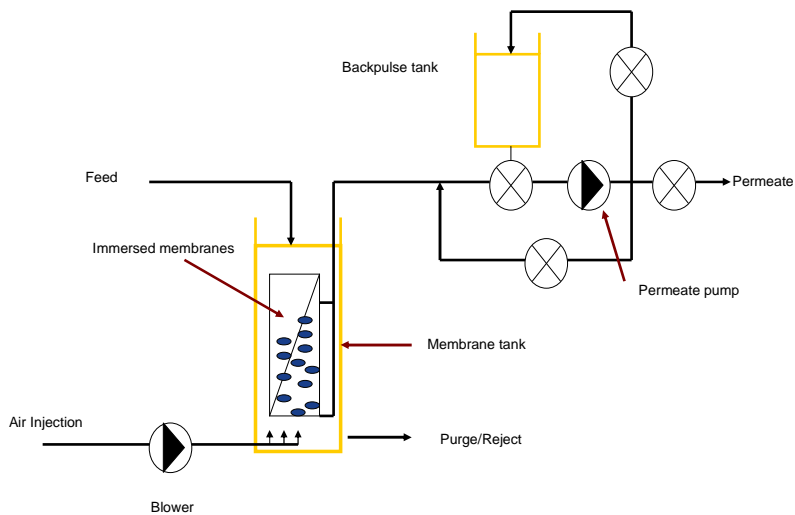 Backpulse tank
Feed
Permeate
Immersed membranes
Permeate pump
Membrane tank
Air Injection
Purge/Reject
Blower